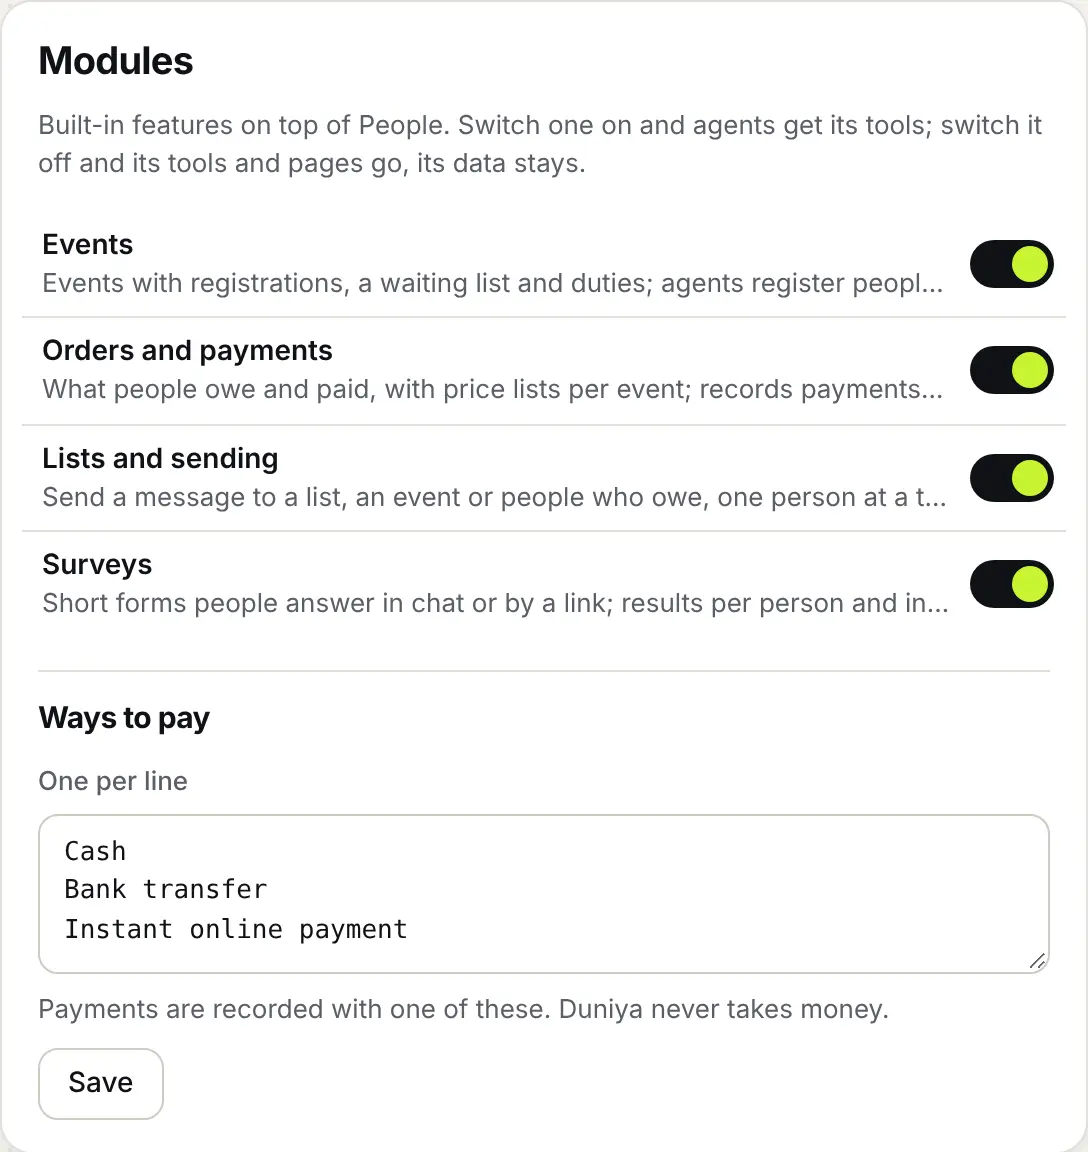 Modules
Built-in features on top of People. Switch one on and agents get its tools; switch it
off and its tools and pages go, its data stays.
Events
Events with registrations, a waiting list and duties; agents register peopl...
Orders and payments
What people owe and paid, with price lists per event; records payments...
Lists and sending
Send a message to a list, an event or people who owe, one person at a t...
Surveys
Short forms people answer in chat or by a link; results per person and in...
Ways to pay
One per line
Cash
Bank transfer
Instant online payment
Payments are recorded with one of these. Duniya never takes money.
Save